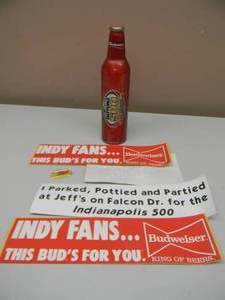 INDY FANS...
THIS BUD'S FOR YOU.
Budweiser
I Parked, Pottied and Partied
at Jeff's on Falcon Dr. for the
Indianapolis 500
INDY FANS...
THIS BUD'S FOR YOU.
Budweiser
KING OF BEERS.